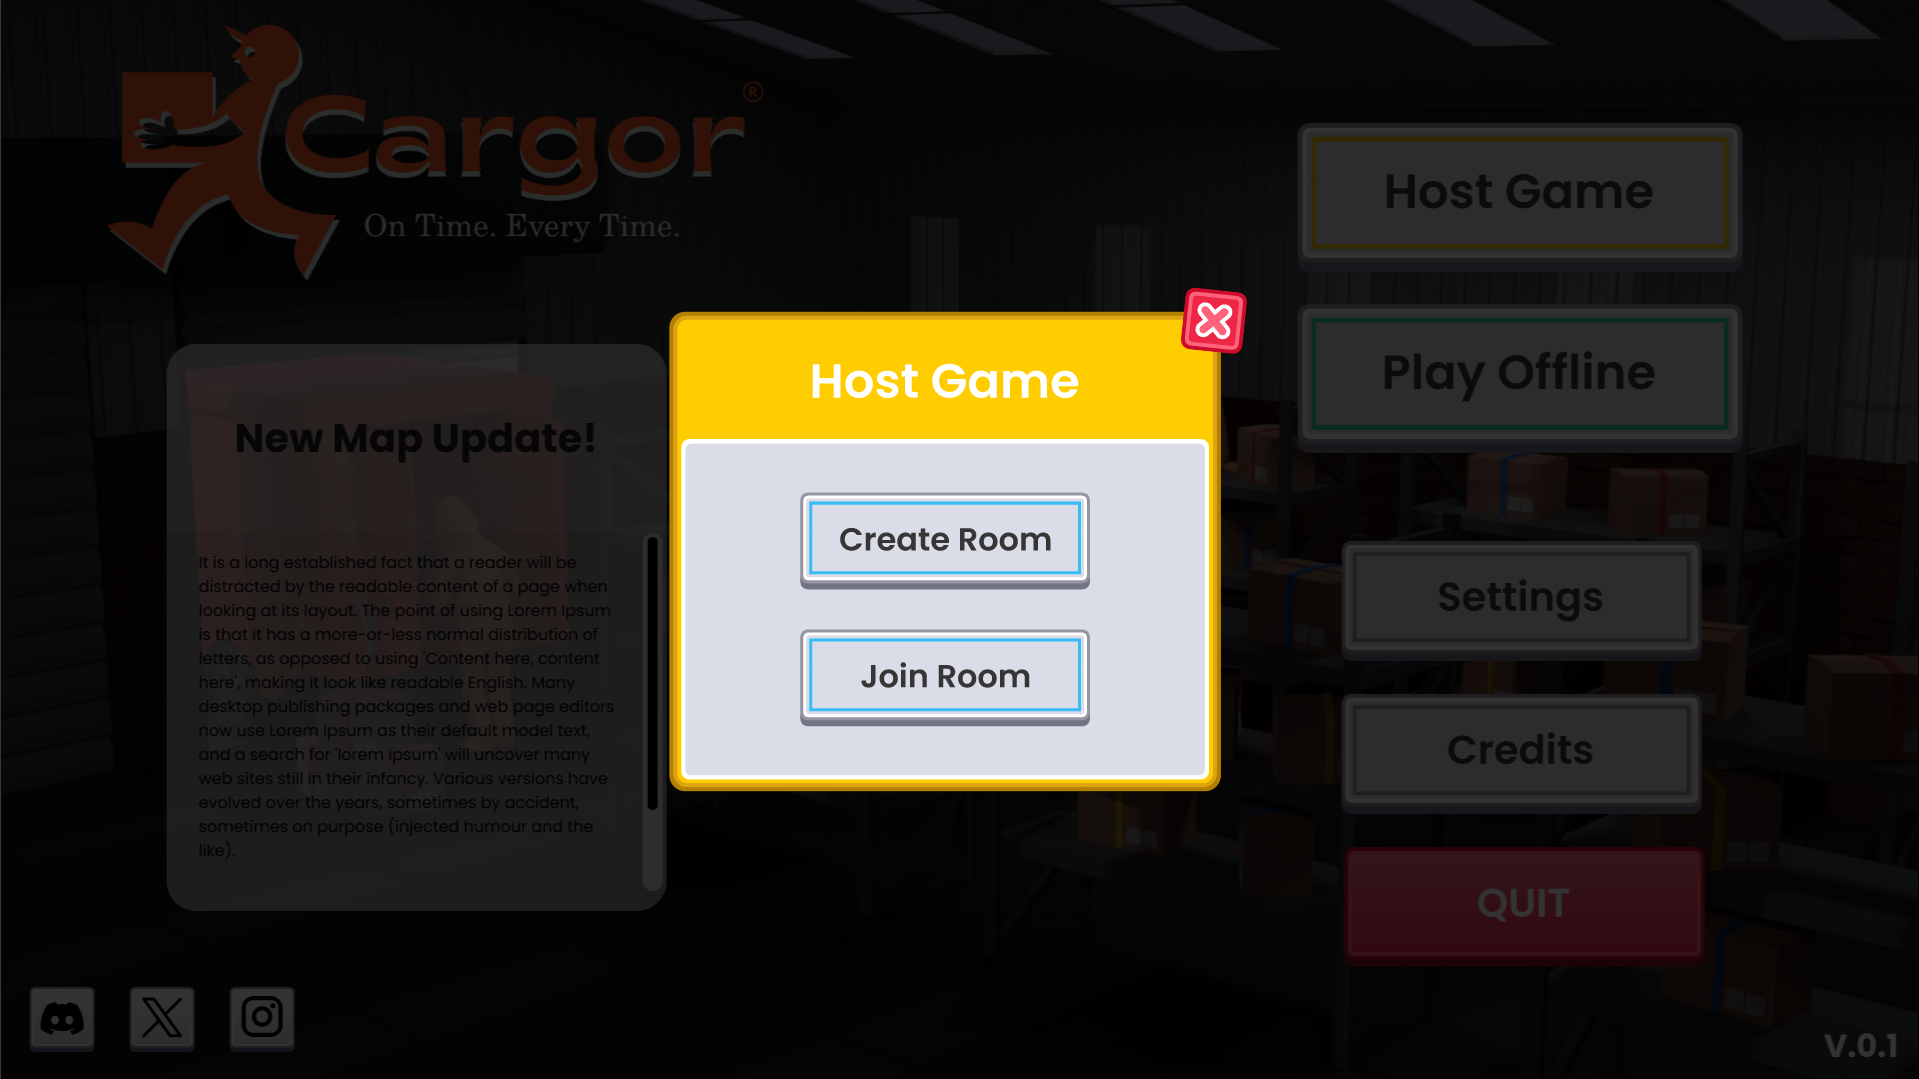 Cargor®
On Time. Every Time.
Host Game
Play Offline
Host Game
Create Room
Join Room
New Map Update!
It is a long established fact that a reader will be
distracted by the readable content of a page when
looking at its layout. The point of using Lorem Ipsum
is that it has a more-or-less normal distribution of
letters, as opposed to using 'Content here, content
here', making it look like readable English. Many
desktop publishing packages and web page editors
now use Lorem Ipsum as their default model text,
and a search for 'lorem ipsum' will uncover many
web sites still in their infancy. Various versions have
evolved over the years, sometimes by accident,
sometimes on purpose (injected humour and the
like).
Settings
Credits
QUIT
V.0.1